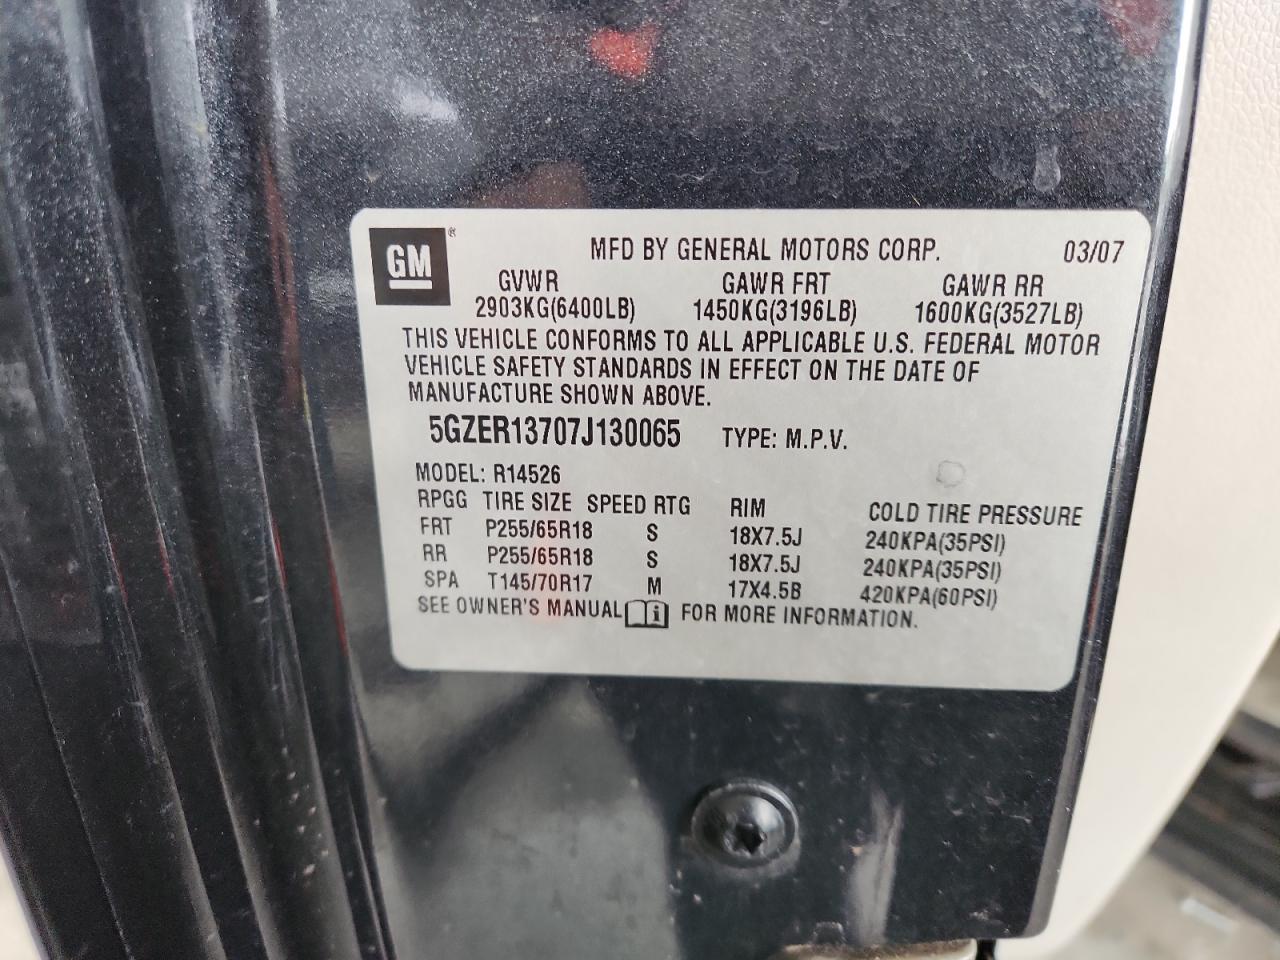 GM®
MFD BY GENERAL MOTORS CORP. 03/07
GVWR GAWR FRT GAWR RR
2903KG(6400LB) 1450KG(3196LB) 1600KG(3527LB)
THIS VEHICLE CONFORMS TO ALL APPLICABLE U.S. FEDERAL MOTOR
VEHICLE SAFETY STANDARDS IN EFFECT ON THE DATE OF
MANUFACTURE SHOWN ABOVE.
5GZER13707J130065 TYPE: M.P.V.
MODEL: R14526
RPGG TIRE SIZE SPEED RTG RIM COLD TIRE PRESSURE
FRT P255/65R18 S 18X7.5J 240KPA(35PSI)
RR P255/65R18 S 18X7.5J 240KPA(35PSI)
SPA T145/70R17 M 17X4.5B 420KPA(60PSI)
SEE OWNER'S MANUAL i FOR MORE INFORMATION.